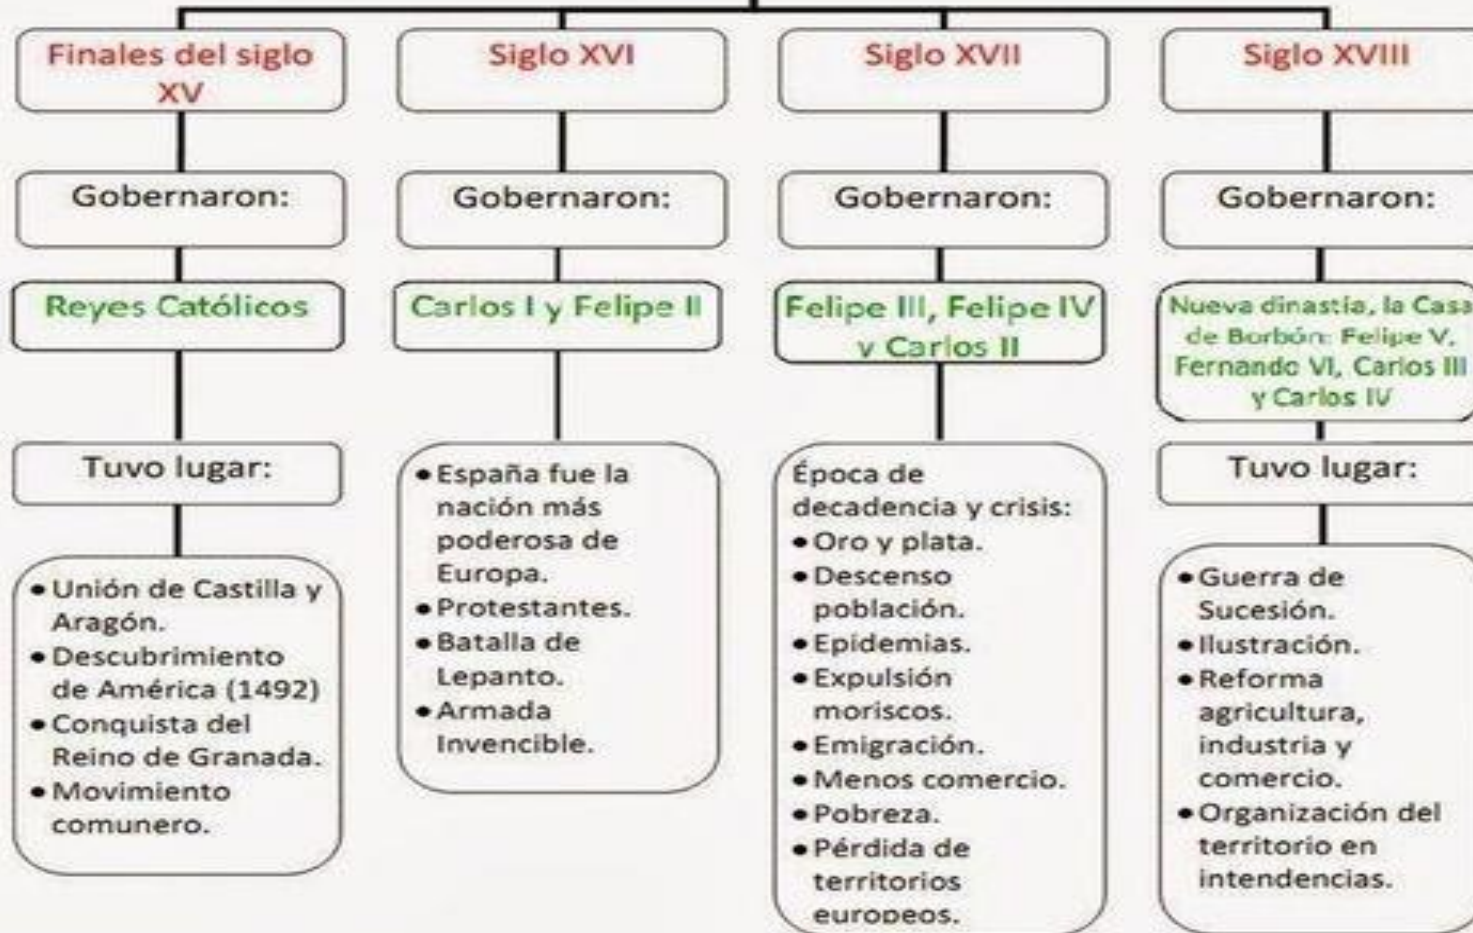 Finales del siglo
XV
Gobernaron:
Reyes Católicos
Tuvo lugar:
•Unión de Castilla y
Aragón.
•Descubrimiento
de América (1492)
•Conquista del
Reino de Granada.
•Movimiento
comunero.
Siglo XVI
Gobernaron:
Carlos I y Felipe II
•España fue la
nación más
poderosa de
Europa.
•Protestantes.
•Batalla de
Lepanto.
•Armada
Invencible.
Siglo XVII
Gobernaron:
Felipe III, Felipe IV
y Carlos II
Época de
decadencia y crisis:
•Oro y plata.
•Descenso
población.
•Epidemias.
•Expulsión
moriscos.
•Emigración.
•Menos comercio.
•Pobreza.
•Pérdida de
territorios
europeos.
Siglo XVIII
Gobernaron:
Nueva dinastía, la Casa
de Borbón: Felipe V,
Fernando VI, Carlos III
y Carlos IV
Tuvo lugar:
•Guerra de
Sucesión.
•Ilustración.
•Reforma
agricultura,
industria y
comercio.
•Organización del
territorio en
intendencias.